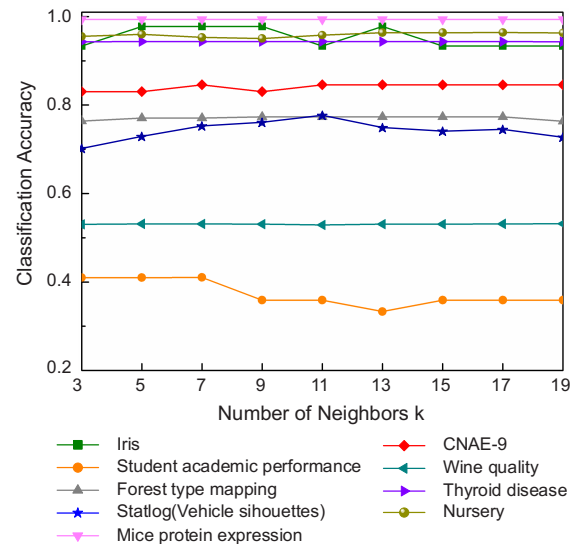 Classification Accuracy
1.0
0.8
0.6
0.4
0.2
3 5 7 9 11 13 15 17 19
Number of Neighbors k
Iris
Student academic performance
Forest type mapping
Statlog(Vehicle sihouettes)
Mice protein expression
CNAE-9
Wine quality
Thyroid disease
Nursery